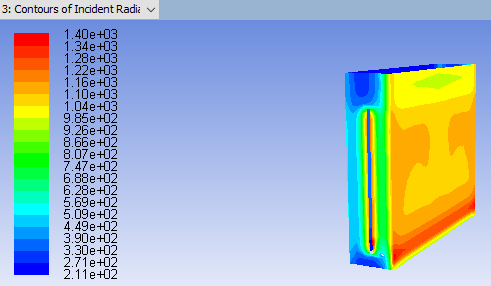 3: Contours of Incident Radia
1.40e+03
1.34e+03
1.28e+03
1.22e+03
1.16e+03
1.10e+03
1.04e+03
9.85e+02
9.26e+02
8.66e+02
8.07e+02
7.47e+02
6.88e+02
6.28e+02
5.69e+02
5.09e+02
4.49e+02
3.90e+02
3.30e+02
2.71e+02
2.11e+02